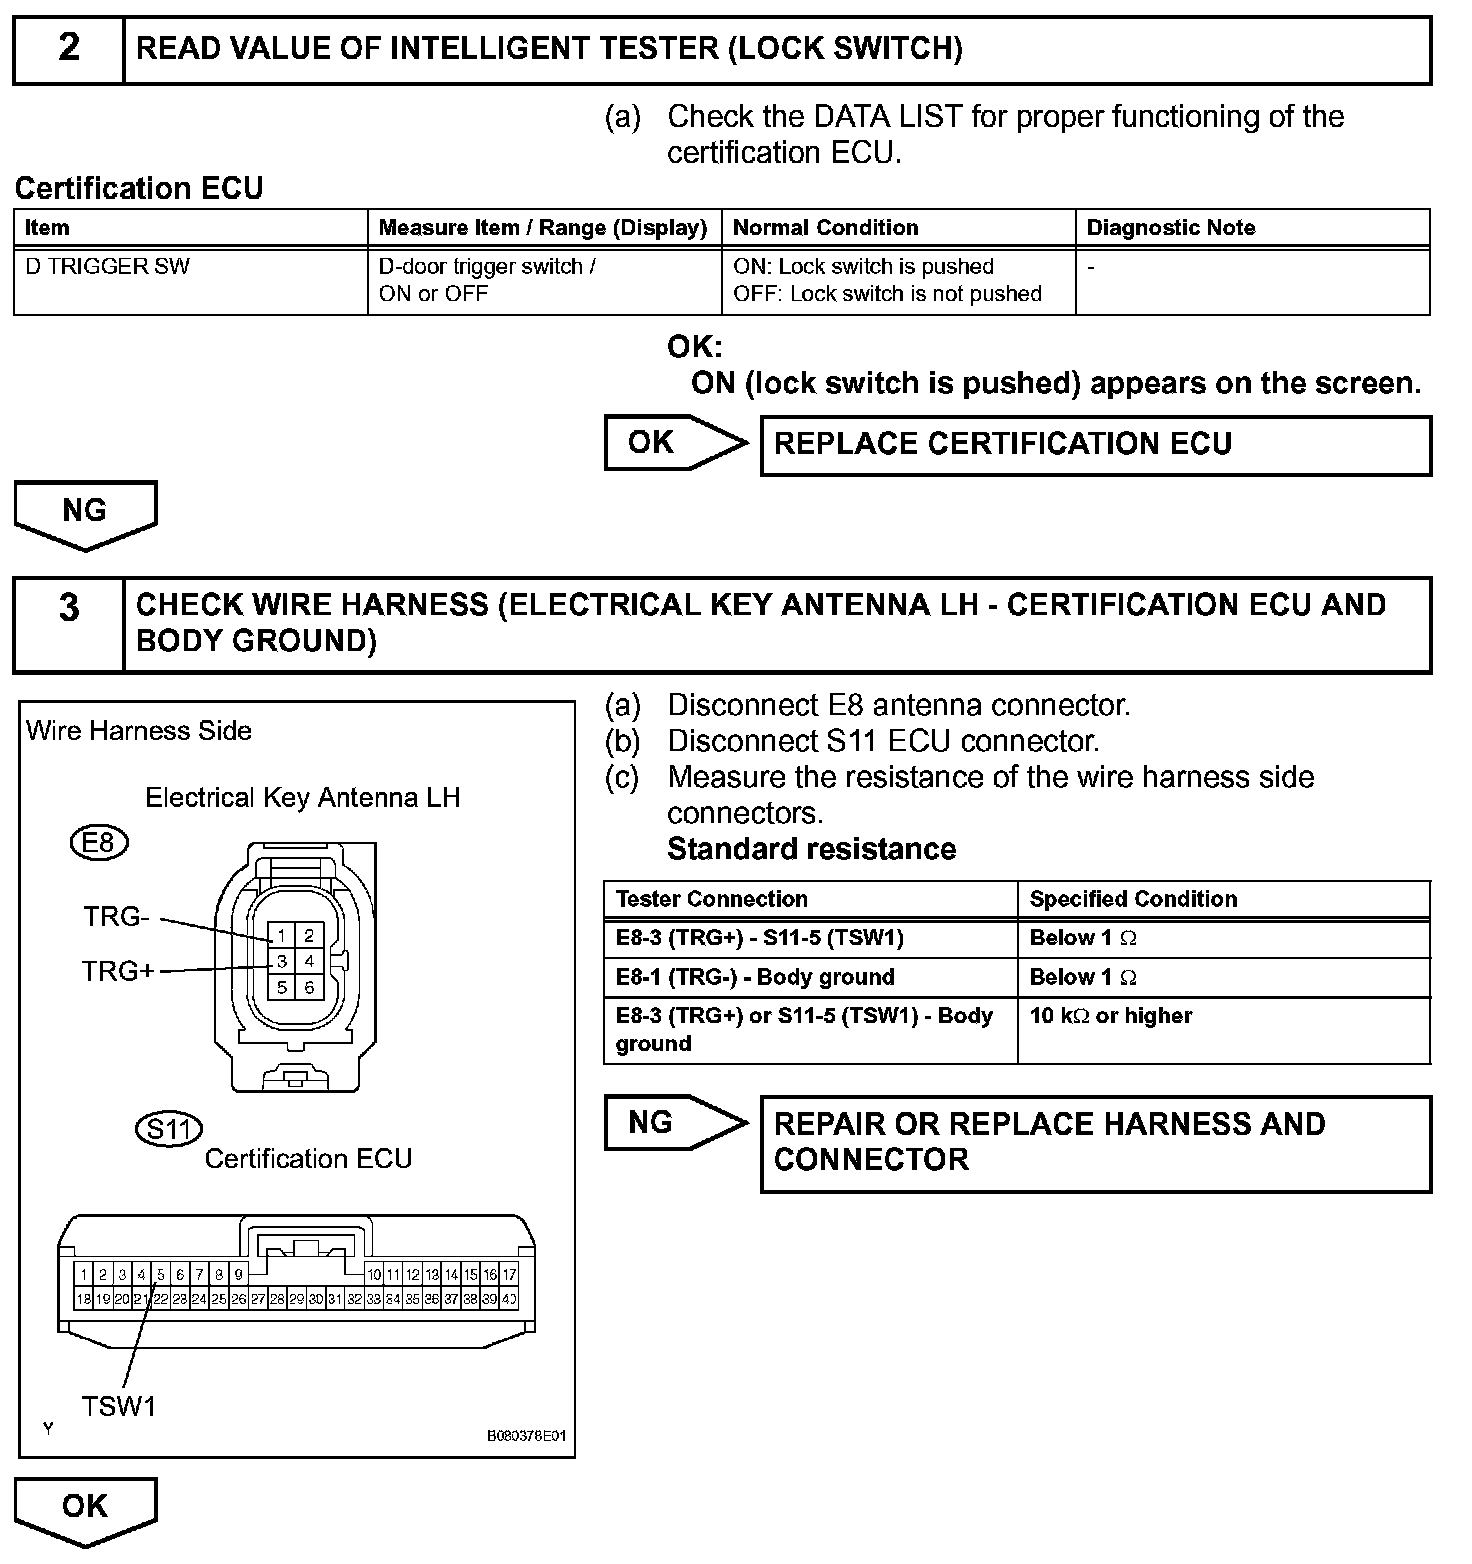 2
READ VALUE OF INTELLIGENT TESTER (LOCK SWITCH)
(a) Check the DATA LIST for proper functioning of the
certification ECU.
Certification ECU
Item Measure Item / Range (Display) Normal Condition Diagnostic Note
D TRIGGER SW D-door trigger switch / ON: Lock switch is pushed -
ON or OFF OFF: Lock switch is not pushed
OK:
ON (lock switch is pushed) appears on the screen.
OK
REPLACE CERTIFICATION ECU
NG
3
CHECK WIRE HARNESS (ELECTRICAL KEY ANTENNA LH - CERTIFICATION ECU AND
BODY GROUND)
Wire Harness Side
Electrical Key Antenna LH
E8
TRG-
TRG+
1 2
3 4
5 6
S11
Certification ECU
1 2 3 4 5 6 7 8 9 10 11 12 13 14 15 16 17
18 19 20 21 22 23 24 25 26 27 28 29 30 31 32 33 34 35 36 37 38 39 40
TSW1
Y
B080378E01
(a) Disconnect E8 antenna connector.
(b) Disconnect S11 ECU connector.
(c) Measure the resistance of the wire harness side
connectors.
Standard resistance
Tester Connection Specified Condition
E8-3 (TRG+) - S11-5 (TSW1) Below 1 Ω
E8-1 (TRG-) - Body ground Below 1 Ω
E8-3 (TRG+) or S11-5 (TSW1) - Body 10 kΩ or higher
ground
NG
REPAIR OR REPLACE HARNESS AND
CONNECTOR
OK